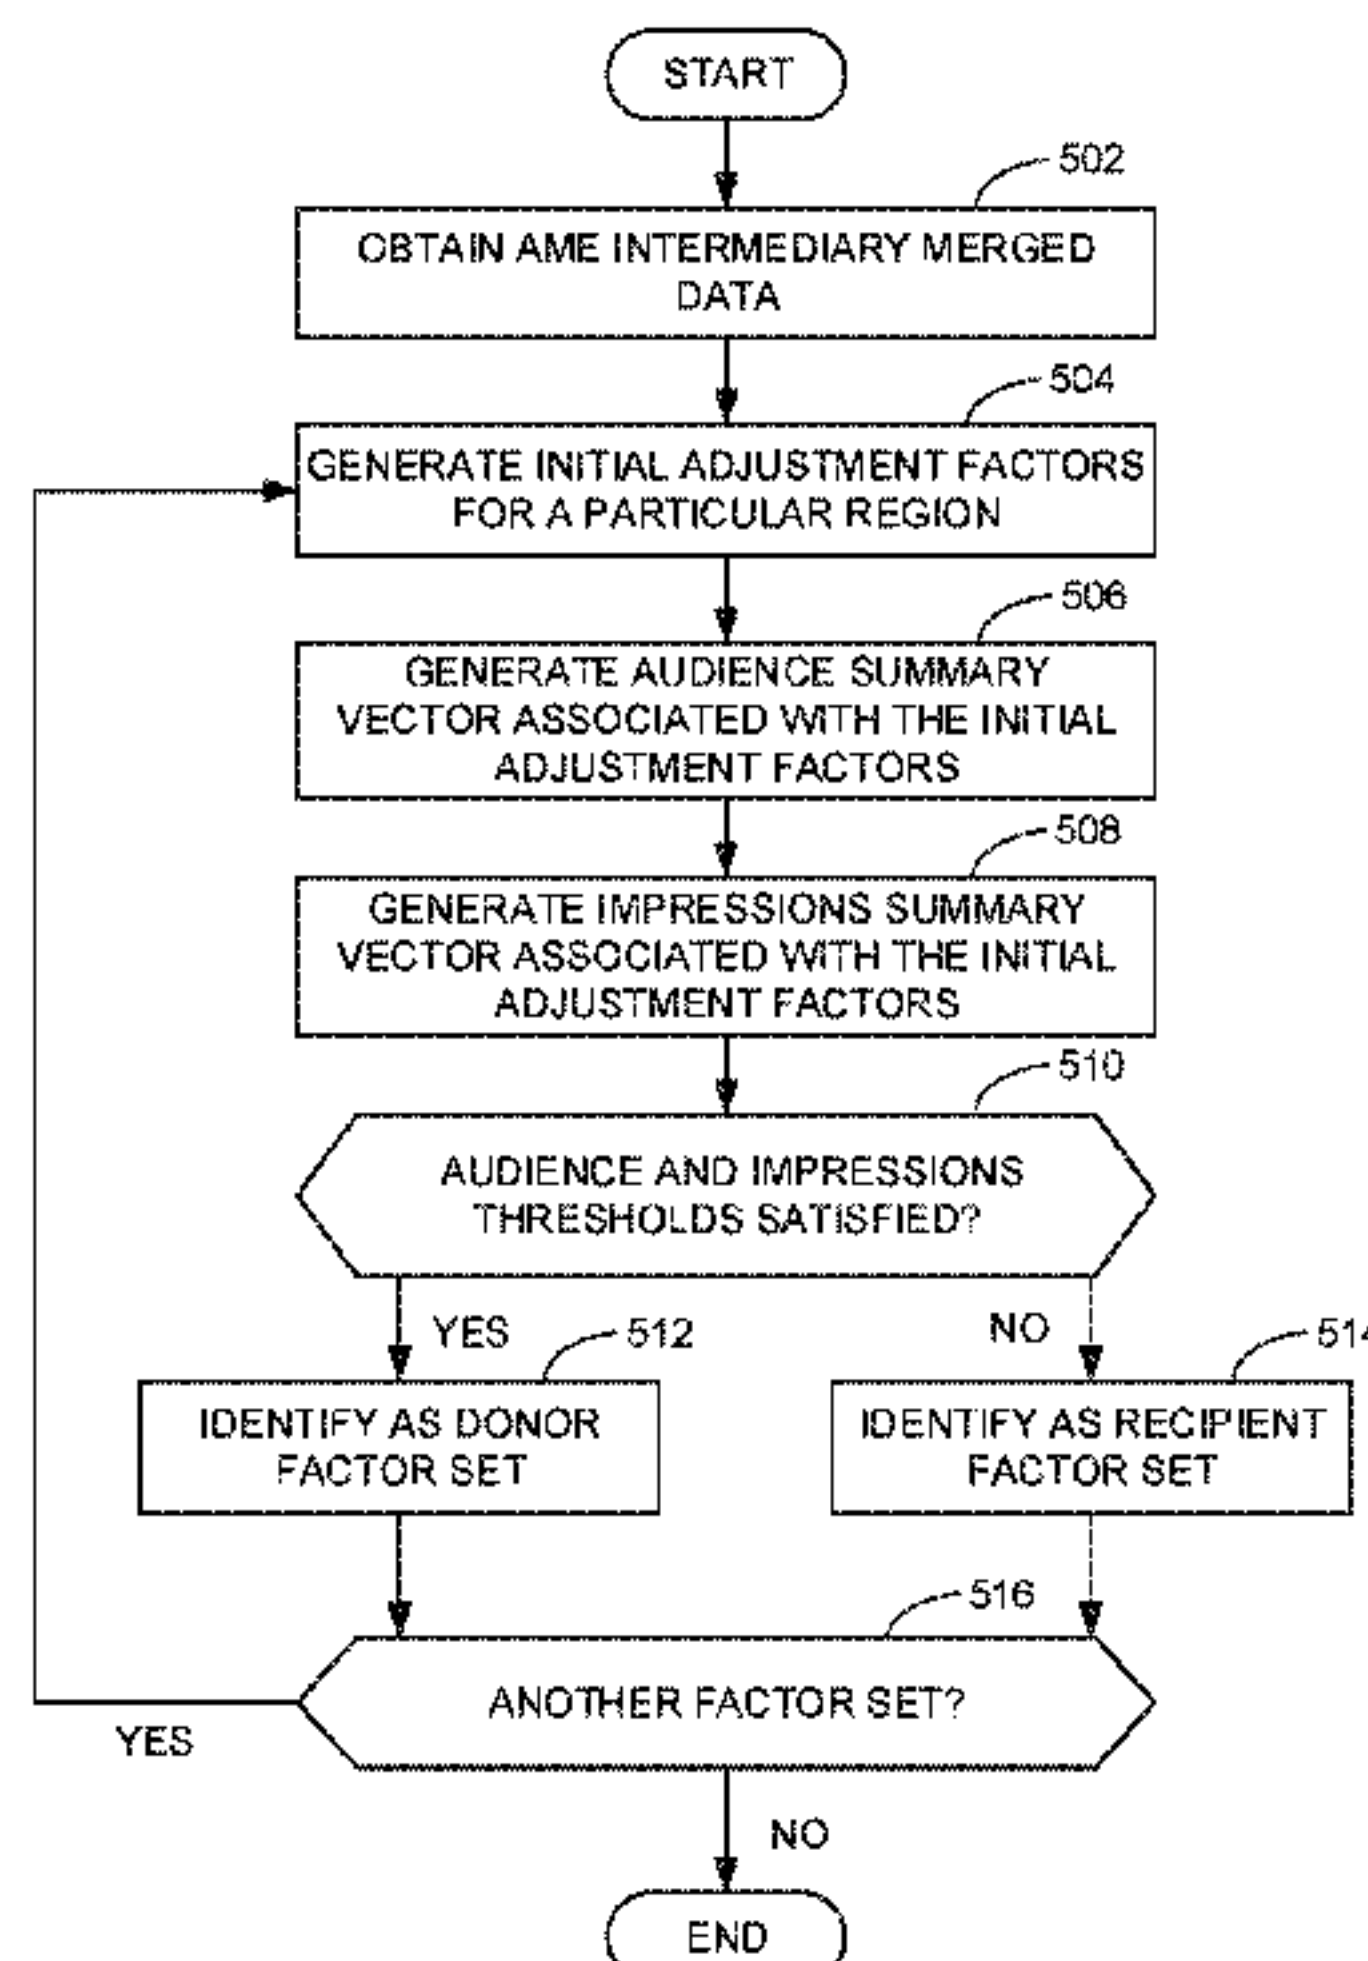 START
502
OBTAIN AME INTERMEDIARY MERGED
DATA
504
GENERATE INITIAL ADJUSTMENT FACTORS
FOR A PARTICULAR REGION
506
GENERATE AUDIENCE SUMMARY
VECTOR ASSOCIATED WITH THE INITIAL
ADJUSTMENT FACTORS
508
GENERATE IMPRESSIONS SUMMARY
VECTOR ASSOCIATED WITH THE INITIAL
ADJUSTMENT FACTORS
510
AUDIENCE AND IMPRESSIONS
THRESHOLDS SATISFIED?
YES
512
NO
514
IDENTIFY AS DONOR
FACTOR SET
IDENTIFY AS RECIPIENT
FACTOR SET
516
ANOTHER FACTOR SET?
YES
NO
END